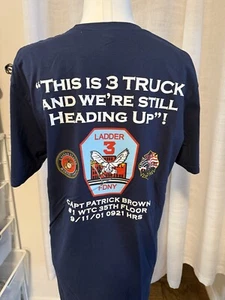 "THIS IS 3 TRUCK
AND WE'RE STILL
HEADING UP"!
LADDER
3
FDNY
CAPT PATRICK BROWN
#1 WTC 35TH FLOOR
9/11/01 0921 HRS